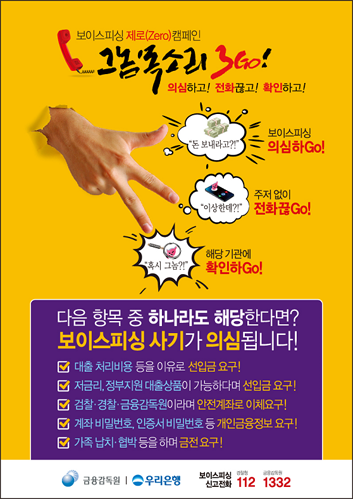 보이스피싱 제로(Zero)캠페인
그놈 목소리 3GO!
의심하고! 전화끊고! 확인하고!
"돈 보내라고?!"
보이스피싱
의심하Go!
"이상한데?!"
주저 없이
전화끊Go!
"혹시 그놈?!"
해당 기관에
확인하Go!
다음 항목 중 하나라도 해당한다면?
보이스피싱 사기가 의심됩니다!
대출 처리비용 등을 이유로 선입금 요구!
저금리, 정부지원 대출상품이 가능하다며 선입금 요구!
검찰·경찰·금융감독원이라며 안전계좌로 이체요구!
계좌 비밀번호, 인증서 비밀번호 등 개인금융정보 요구!
가족 납치·협박 등을 하며 금전 요구!
금융감독원 우리은행 보이스피싱 신고전화 경찰청 112 금융감독원 1332